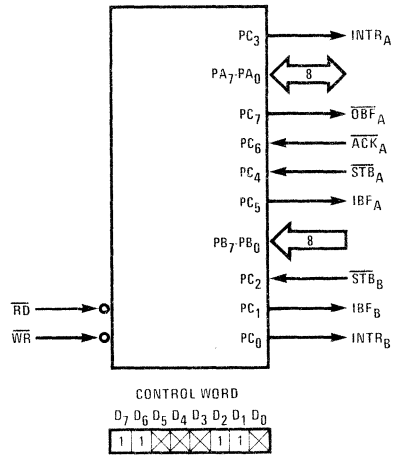 PC3 INTRA
PA7-PA0 8
PC7 OBFA
PC6 ACKA
PC4 STBA
PC5 IBFA
PB7-PB0 8
PC2 STBB
RD PC1 IBFB
WR PC0 INTRB
CONTROL WORD
D7 D6 D5 D4 D3 D2 D1 D0
1 1 1 1